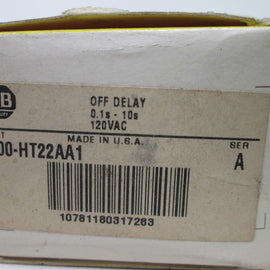 OFF DELAY
0.1s - 10s
120VAC
MADE IN U.S.A.
SER
00-HT22AA1
A
10781180317263